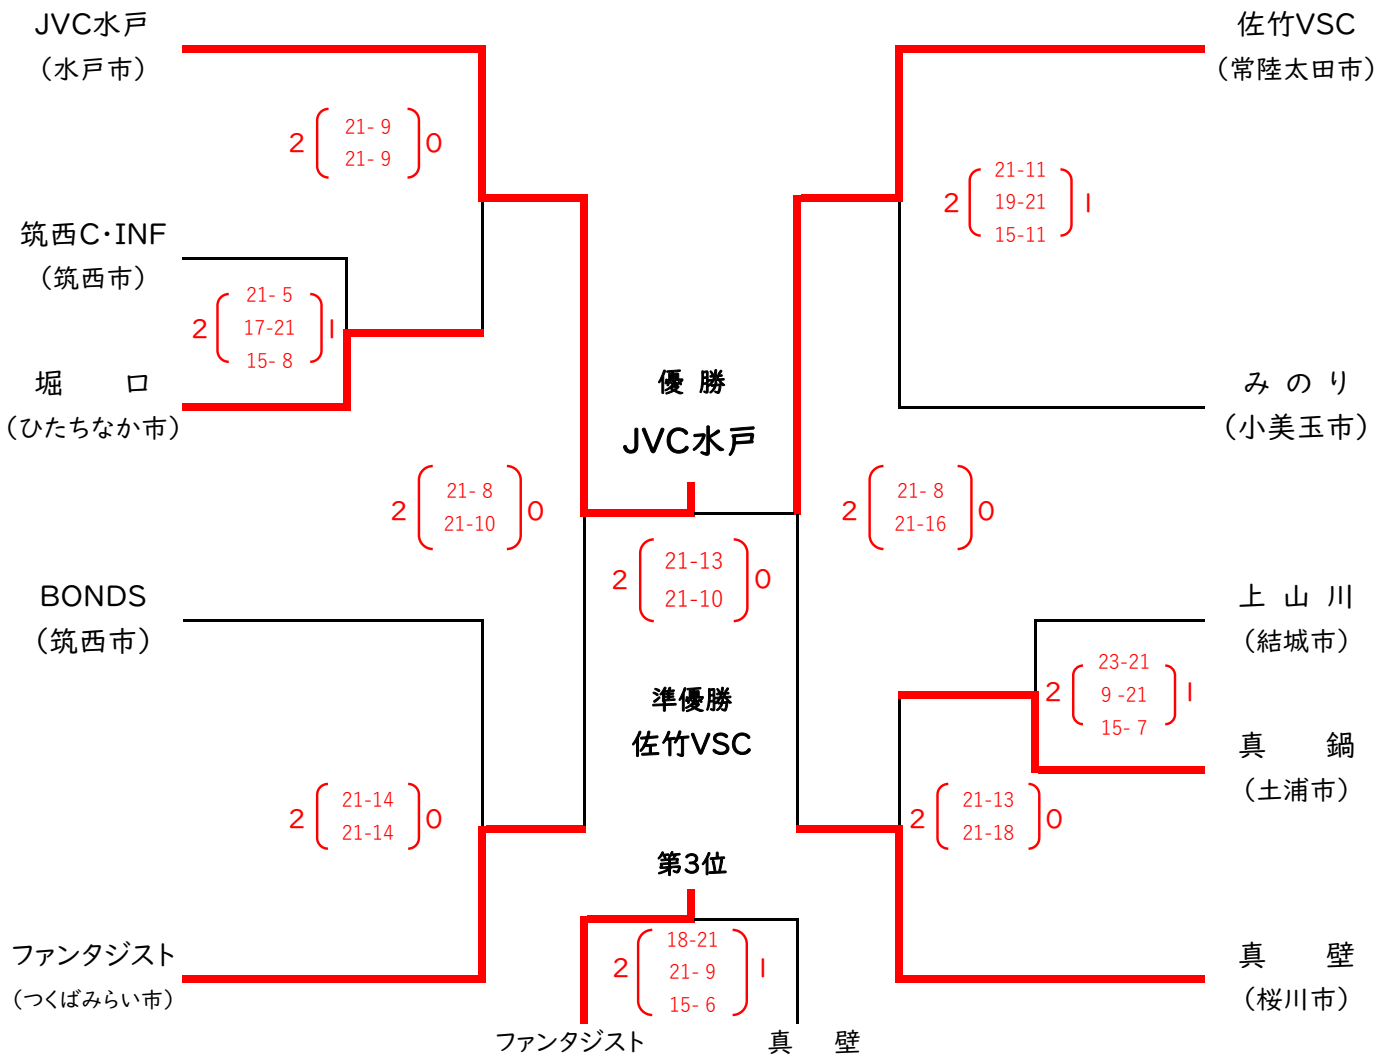 JVC水戸
(水戸市)
2 21- 9 0
21- 9
筑西C・INF
(筑西市)
2 21- 5 1
17-21
15- 8
堀 口
(ひたちなか市)
2 21- 8 0
21-10
BONDS
(筑西市)
2 21-14 0
21-14
ファンタジスト
(つくばみらい市)
優 勝
JVC水戸
2 21-13 0
21-10
準優勝
佐竹VSC
第3位
2 18-21 1
21- 9
15- 6
ファンタジスト 真 壁
佐竹VSC
(常陸太田市)
2 21-11 1
19-21
15-11
みのり
(小美玉市)
2 21- 8 0
21-16
上山川
(結城市)
2 23-21 1
9 -21
15- 7
真 鍋
(土浦市)
2 21-13 0
21-18
真 壁
(桜川市)